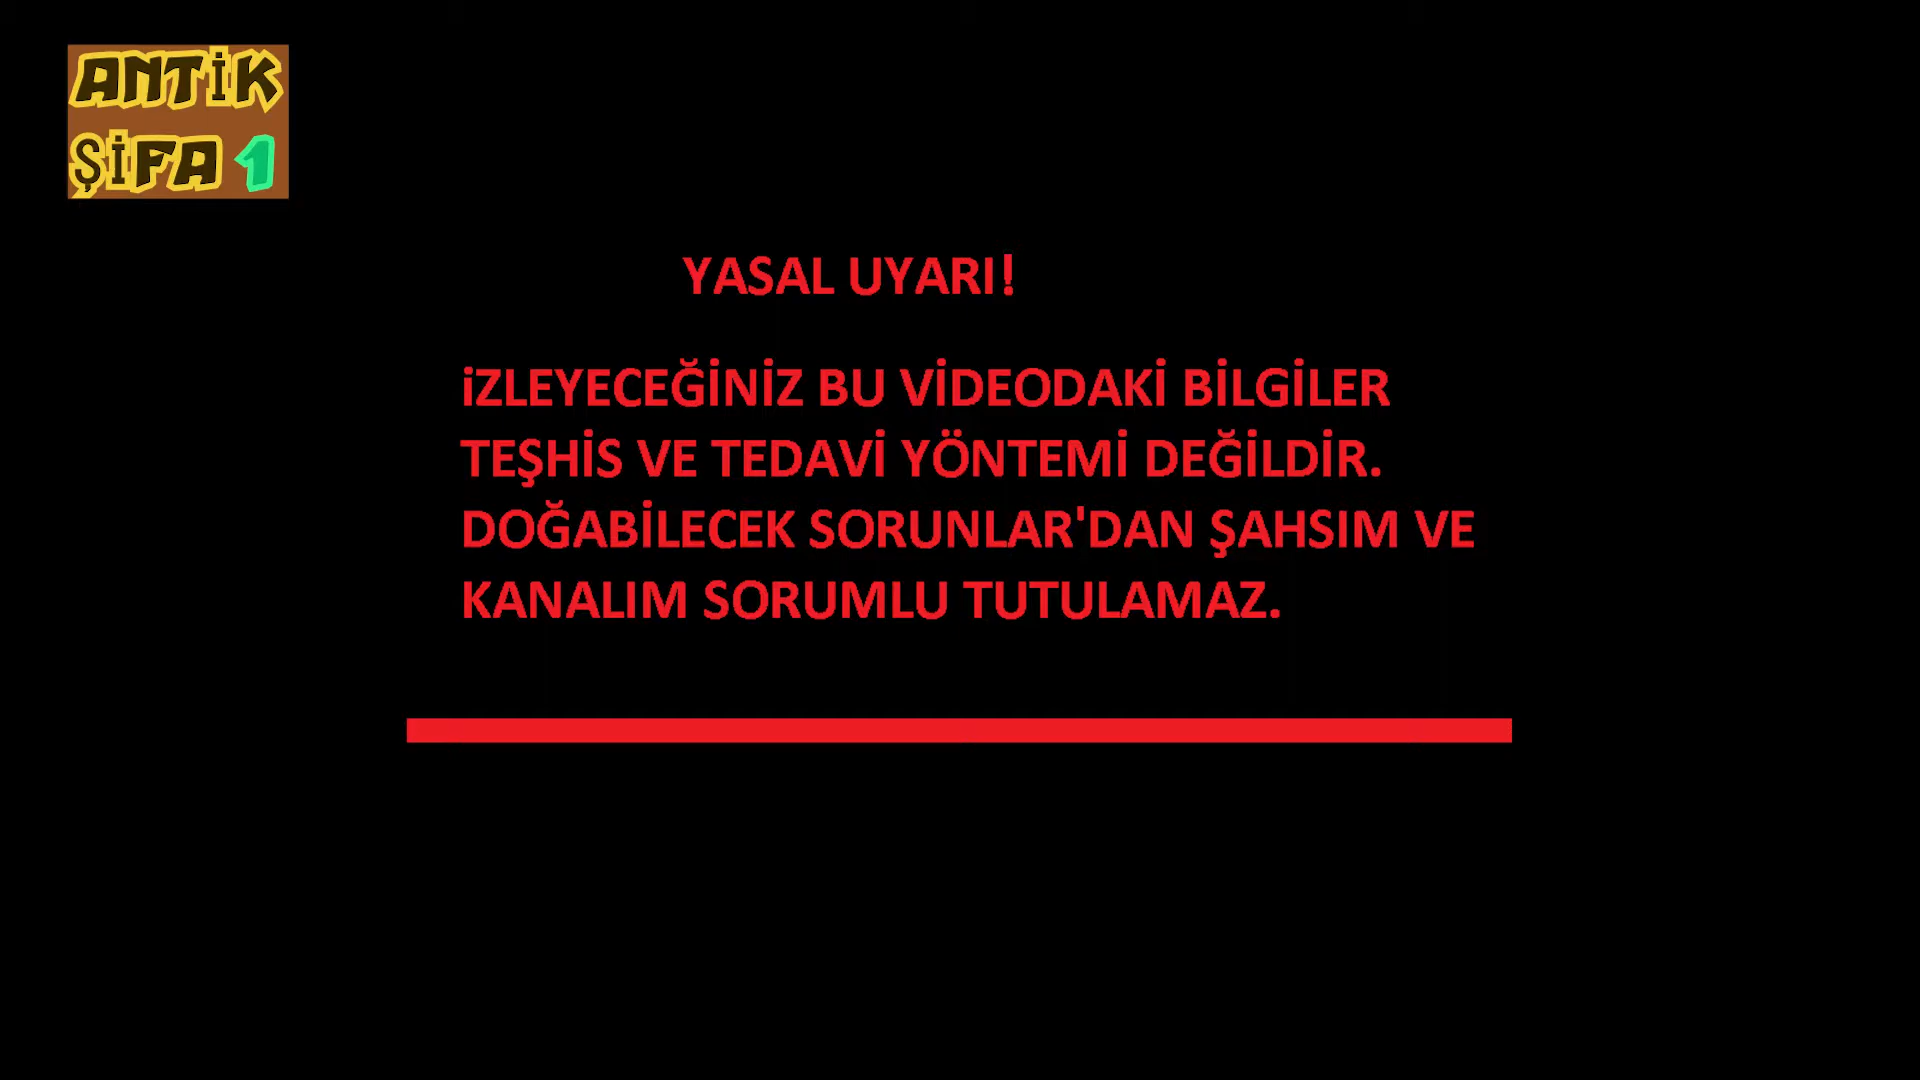 ANTİK
ŞİFA 1
YASAL UYARI!
iZLEYECEĞİNİZ BU VİDEODAKİ BİLGİLER
TEŞHİS VE TEDAVİ YÖNTEMİ DEĞİLDİR.
DOĞABİLECEK SORUNLAR'DAN ŞAHSIM VE
KANALIM SORUMLU TUTULAMAZ.